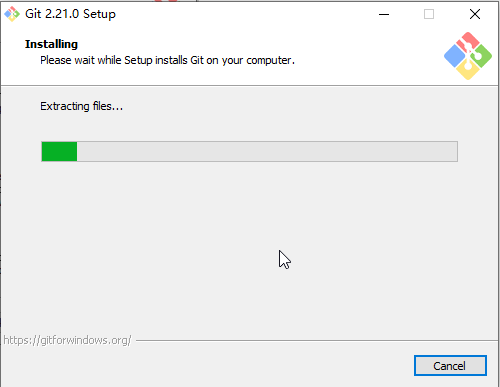 Git 2.21.0 Setup
Installing
Please wait while Setup installs Git on your computer.
Extracting files...
https://gitforwindows.org/
Cancel